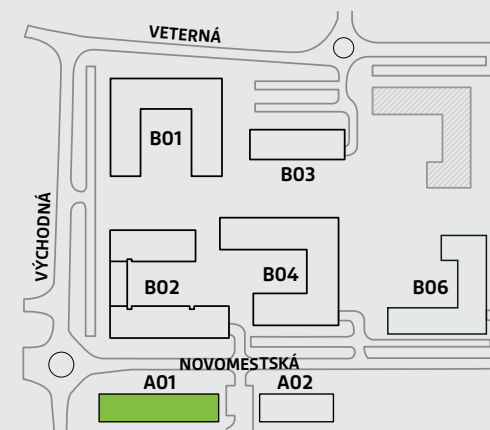 VETERNÁ
B01
B03
VÝCHODNÁ
B02
B04
B06
NOVOMESTSKÁ
A01
A02